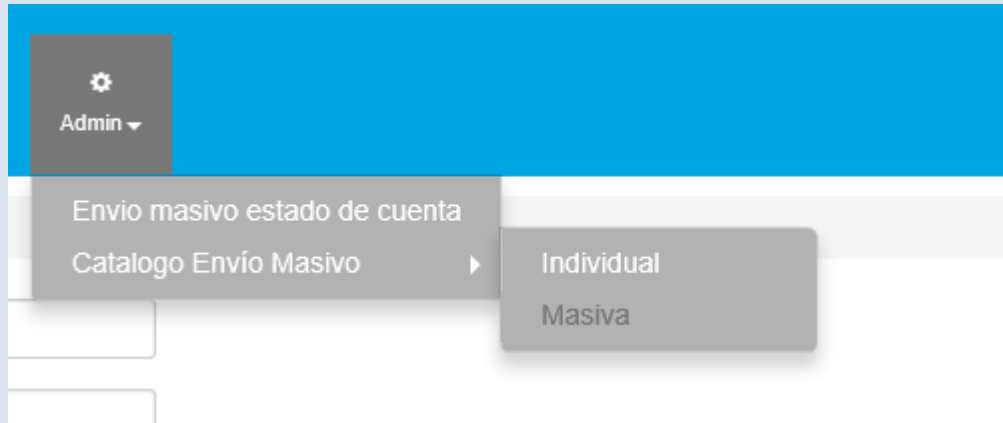 Admin
Envio masivo estado de cuenta
Catalogo Envío Masivo
Individual
Masiva